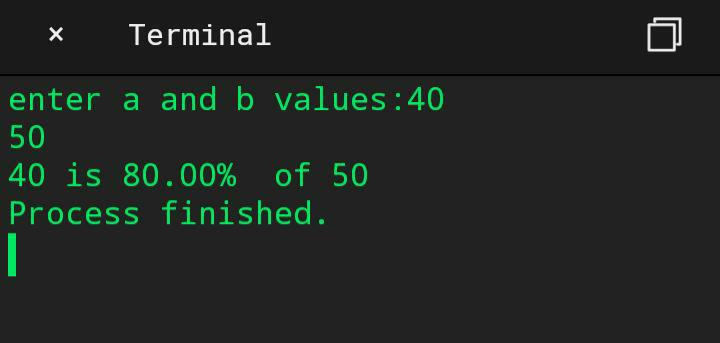 × Terminal
enter a and b values:40
50
40 is 80.00%  of 50
Process finished.